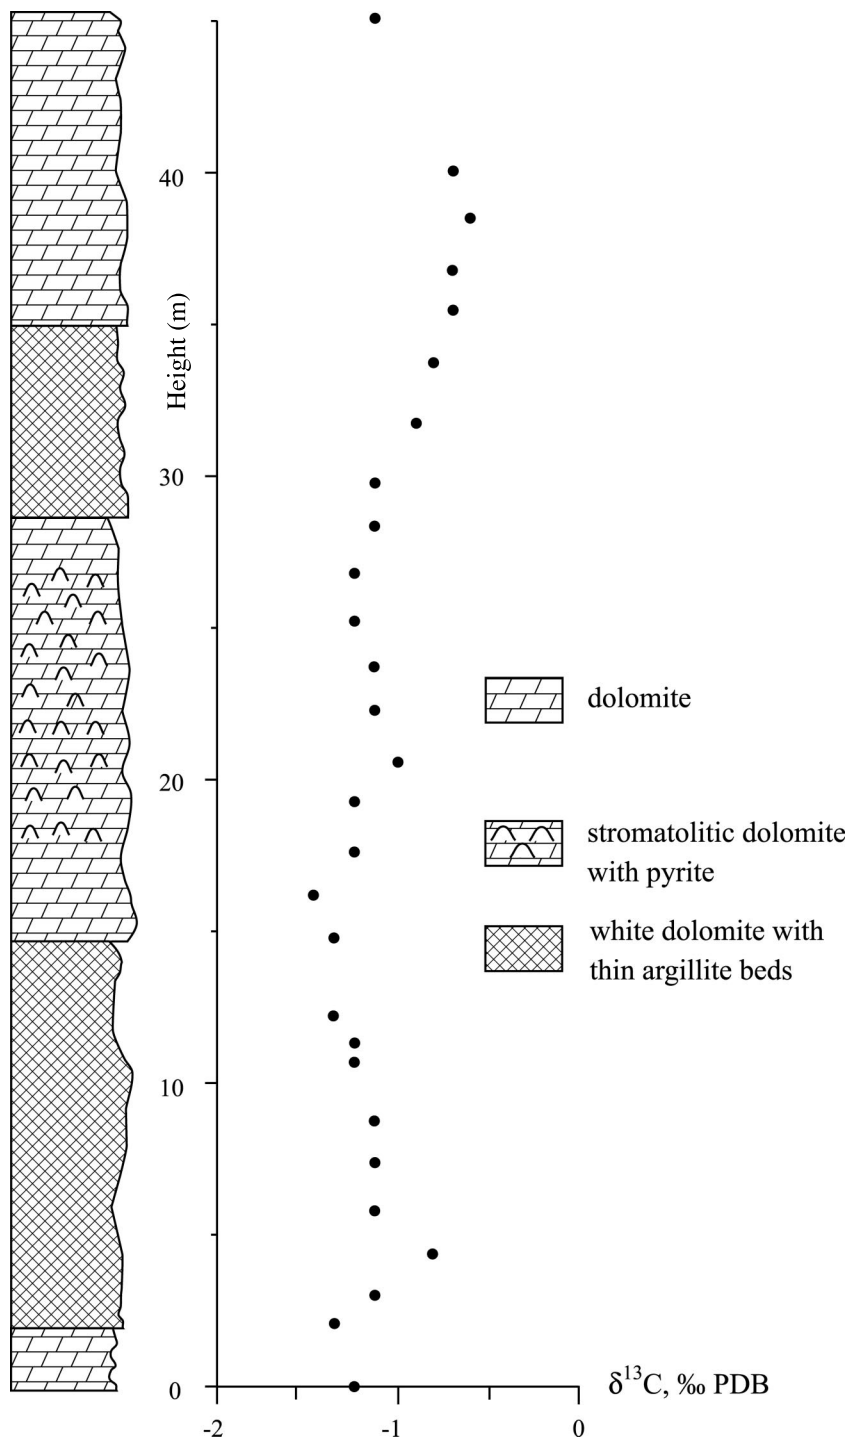 40
Height (m)
30
dolomite
20
stromatolitic dolomite
with pyrite
white dolomite with
thin argillite beds
10
0
δ¹³C, ‰ PDB
-2
-1
0